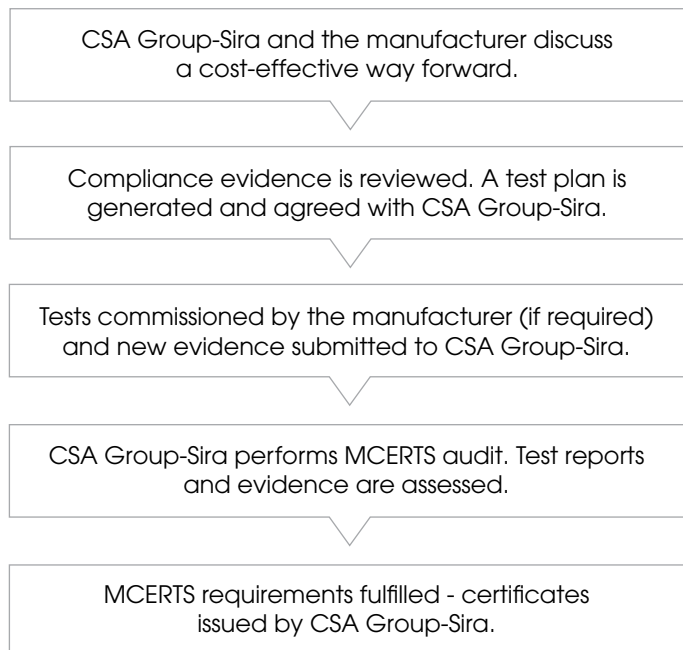 CSA Group-Sira and the manufacturer discuss
a cost-effective way forward.
Compliance evidence is reviewed. A test plan is
generated and agreed with CSA Group-Sira.
Tests commissioned by the manufacturer (if required)
and new evidence submitted to CSA Group-Sira.
CSA Group-Sira performs MCERTS audit. Test reports
and evidence are assessed.
MCERTS requirements fulfilled - certificates
issued by CSA Group-Sira.